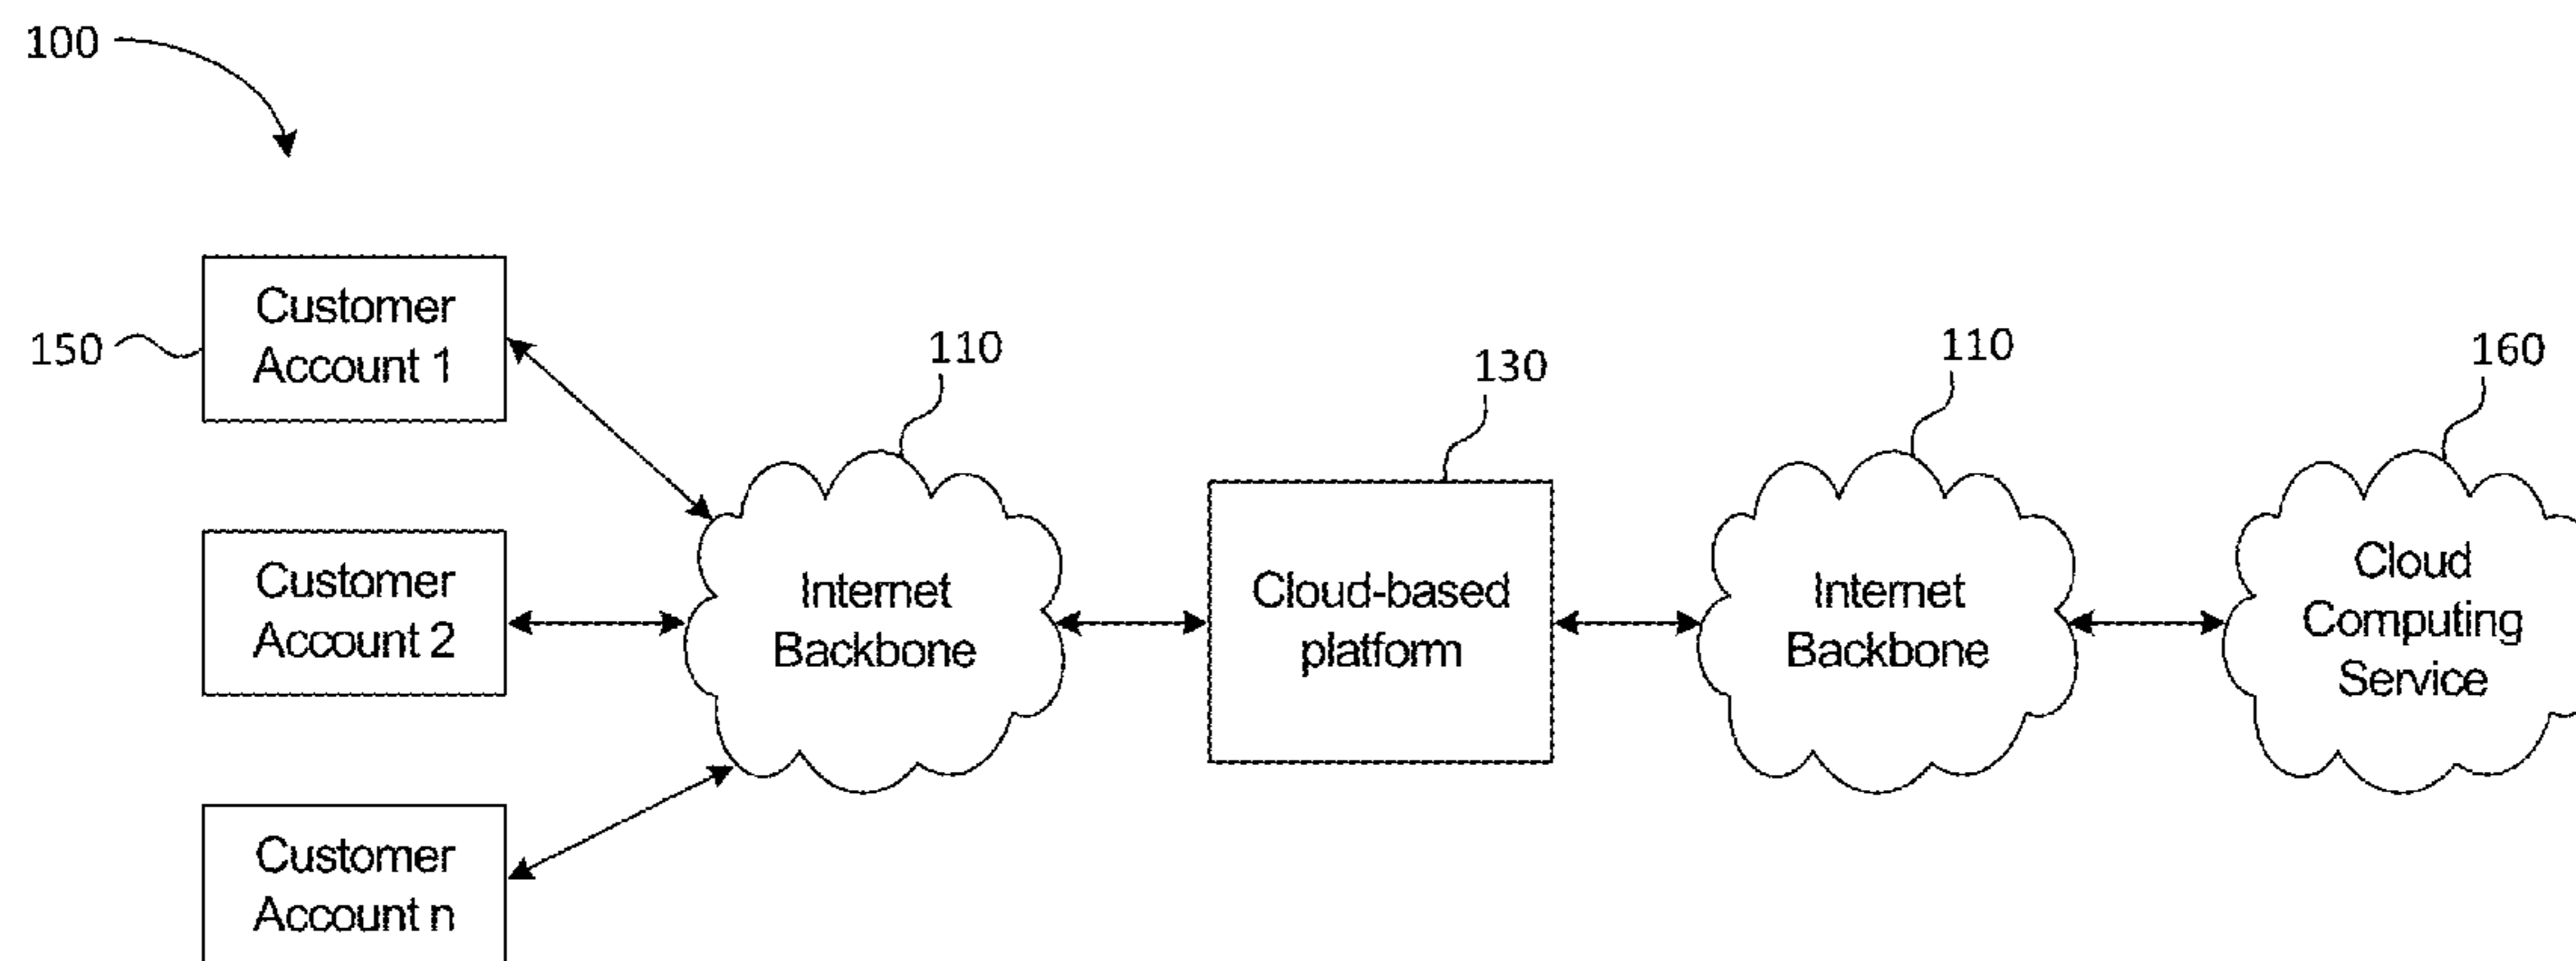 100
Customer
Account 1
150
110
110
160
130
Customer
Account 2
Internet
Backbone
Cloud-based
platform
Internet
Backbone
Cloud
Computing
Service
Customer
Account n